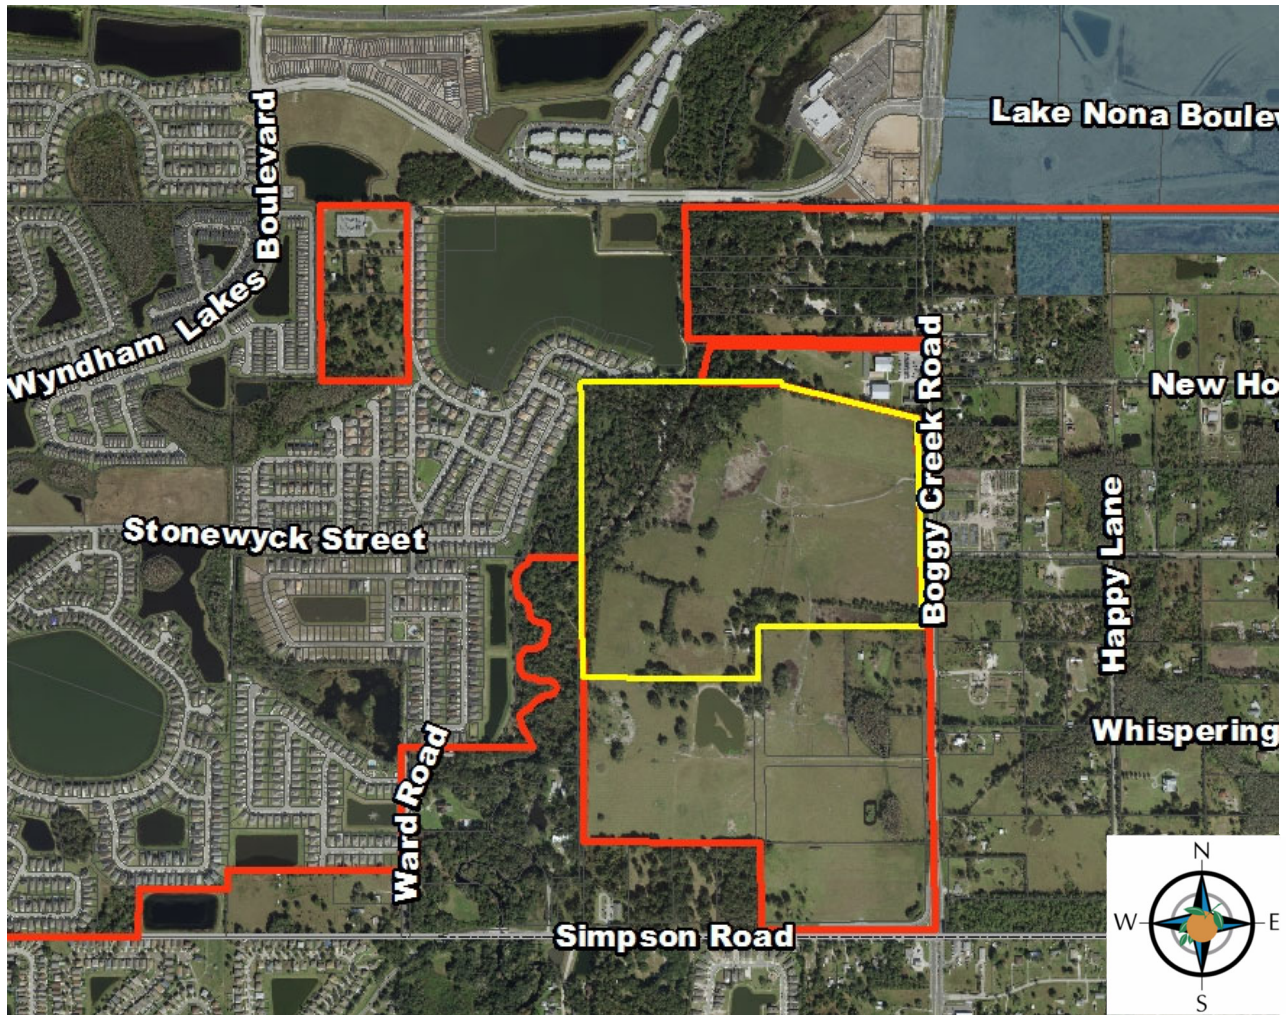 Lake Nona Boulev
Wyndham Lakes Boulevard
New Ho
Boggy Creek Road
Stonewyck Street
Happy Lane
Whispering
Ward Road
Simpson Road
N
W
E
S